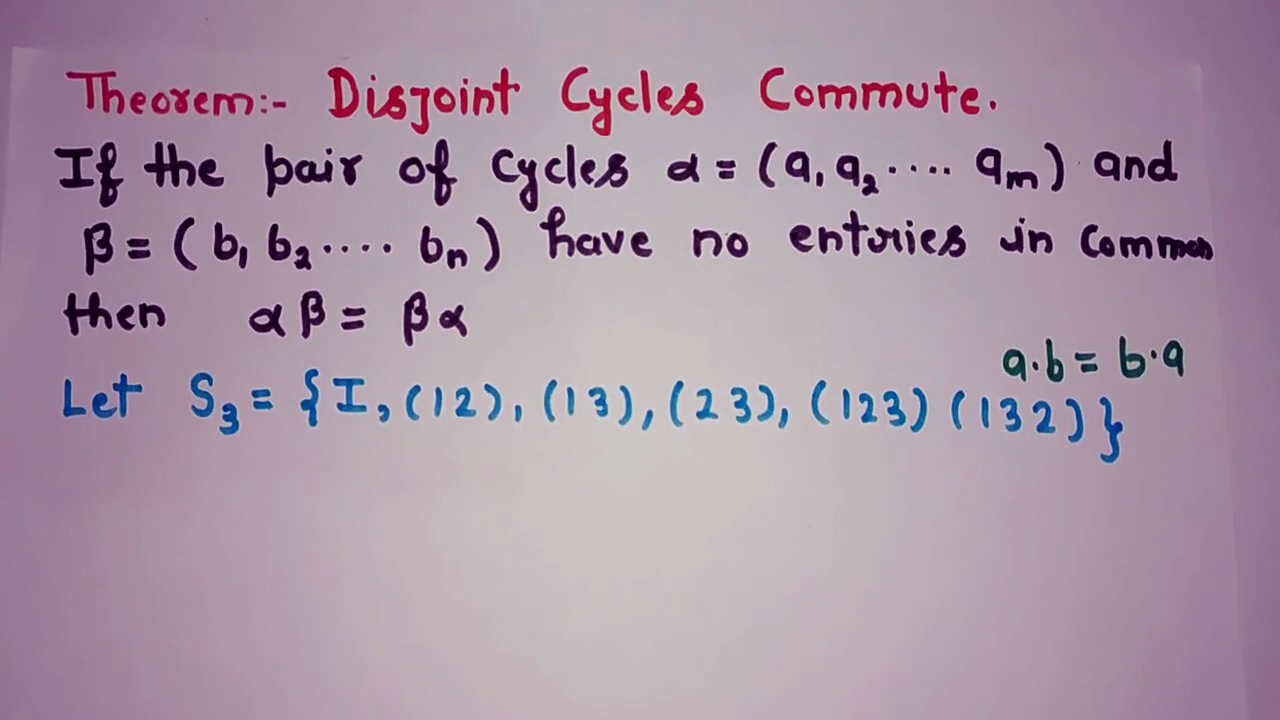 Theorem:- Disjoint Cycles Commute.
If the pair of cycles α = (a₁ a₂ .... aₘ) and
β = (b₁ b₂ .... bₙ) have no entries in common
then αβ = βα
a·b = b·a
Let S₃ = {I, (12), (13), (23), (123) (132)}